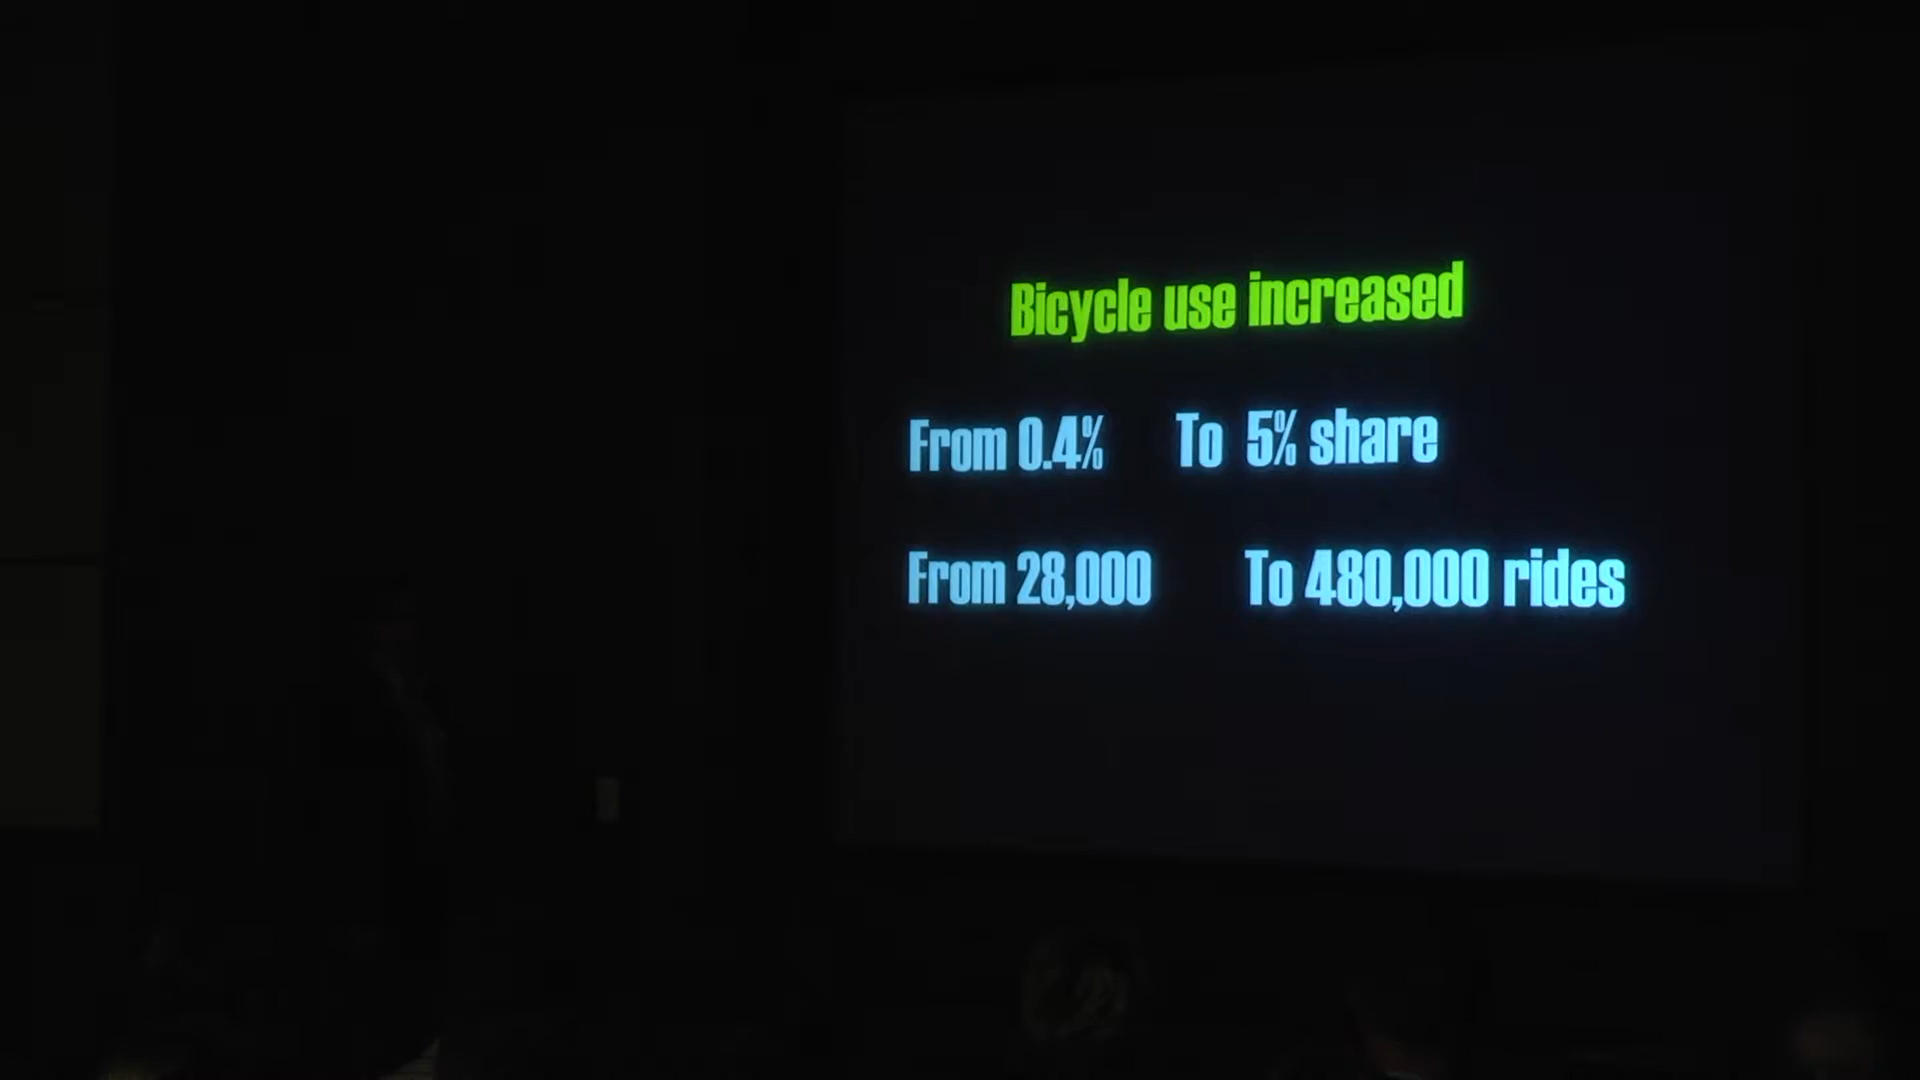 Bicycle use increased
From 0.4% To 5% share
From 28,000 To 480,000 rides